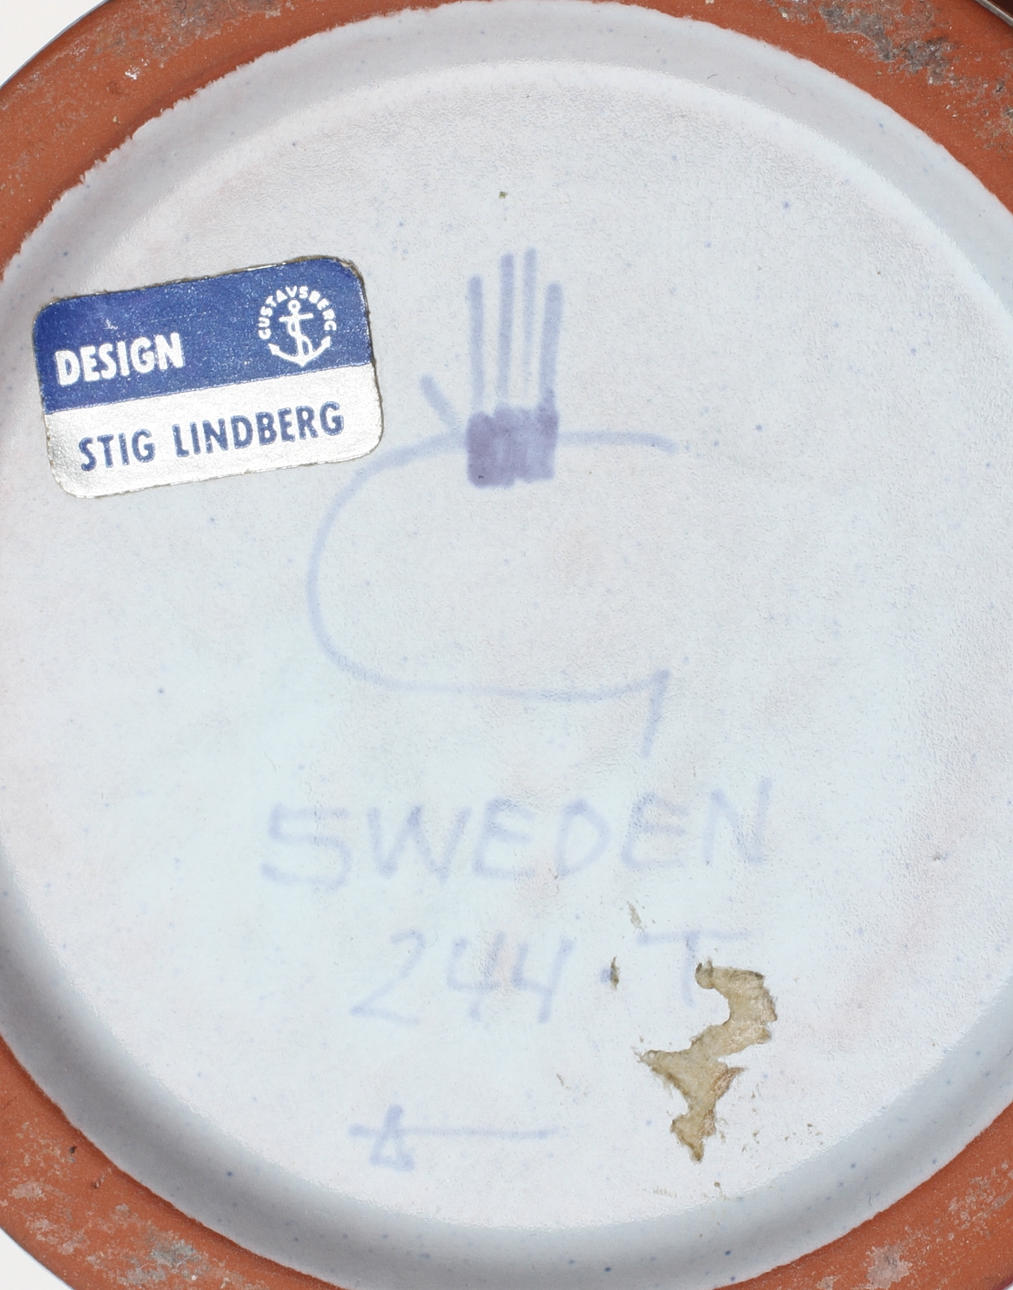 GUSTAVSBERG
DESIGN
STIG LINDBERG
SWEDEN
244·T